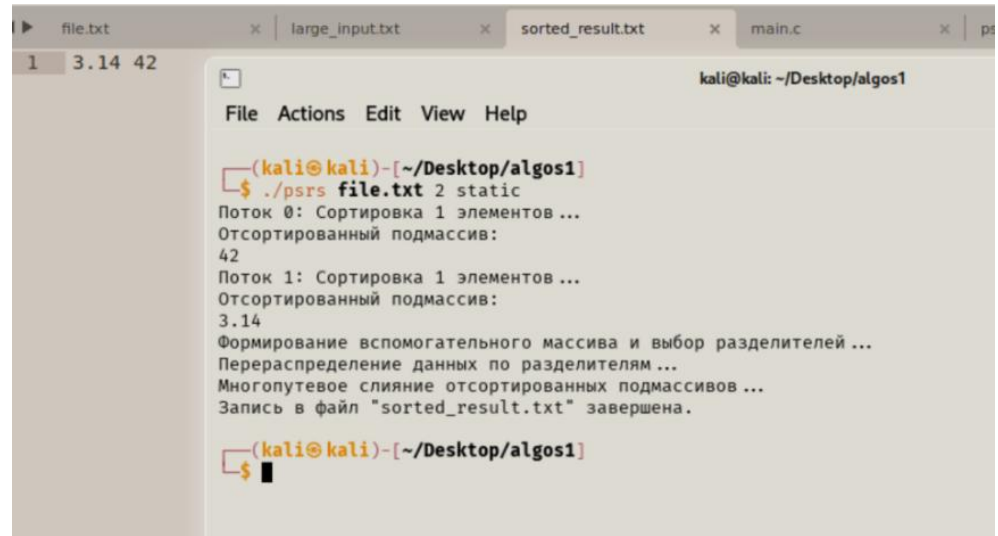 file.txt × large_input.txt × sorted_result.txt × main.c × ps
1 3.14 42
kali@kali: ~/Desktop/algos1
File Actions Edit View Help
(kali㉿kali)-[~/Desktop/algos1]
$ ./psrs file.txt 2 static
Поток 0: Сортировка 1 элементов...
Отсортированный подмассив:
42
Поток 1: Сортировка 1 элементов...
Отсортированный подмассив:
3.14
Формирование вспомогательного массива и выбор разделителей...
Перераспределение данных по разделителям...
Многопутевое слияние отсортированных подмассивов...
Запись в файл "sorted_result.txt" завершена.
(kali㉿kali)-[~/Desktop/algos1]
$